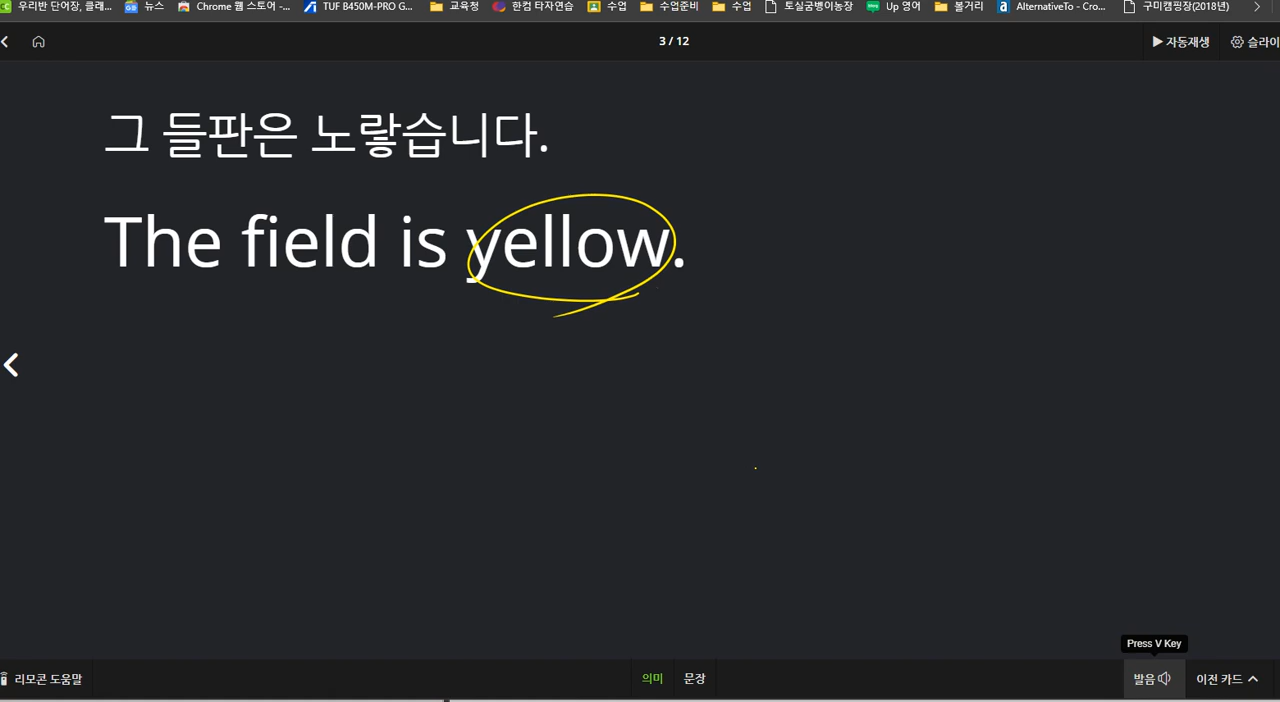 우리반 단어장, 클래... 뉴스 Chrome 웹 스토어 -... TUF B450M-PRO G... 교육청 한컴 타자연습 수업 수업준비 수업 토실굼벵이농장 Up 영어 볼거리 AlternativeTo - Cro... 구미캠핑장(2018년)
3 / 12 자동재생 슬라이
그 들판은 노랗습니다.
The field is yellow.
Press V Key
리모콘 도움말 의미 문장 발음 이전 카드